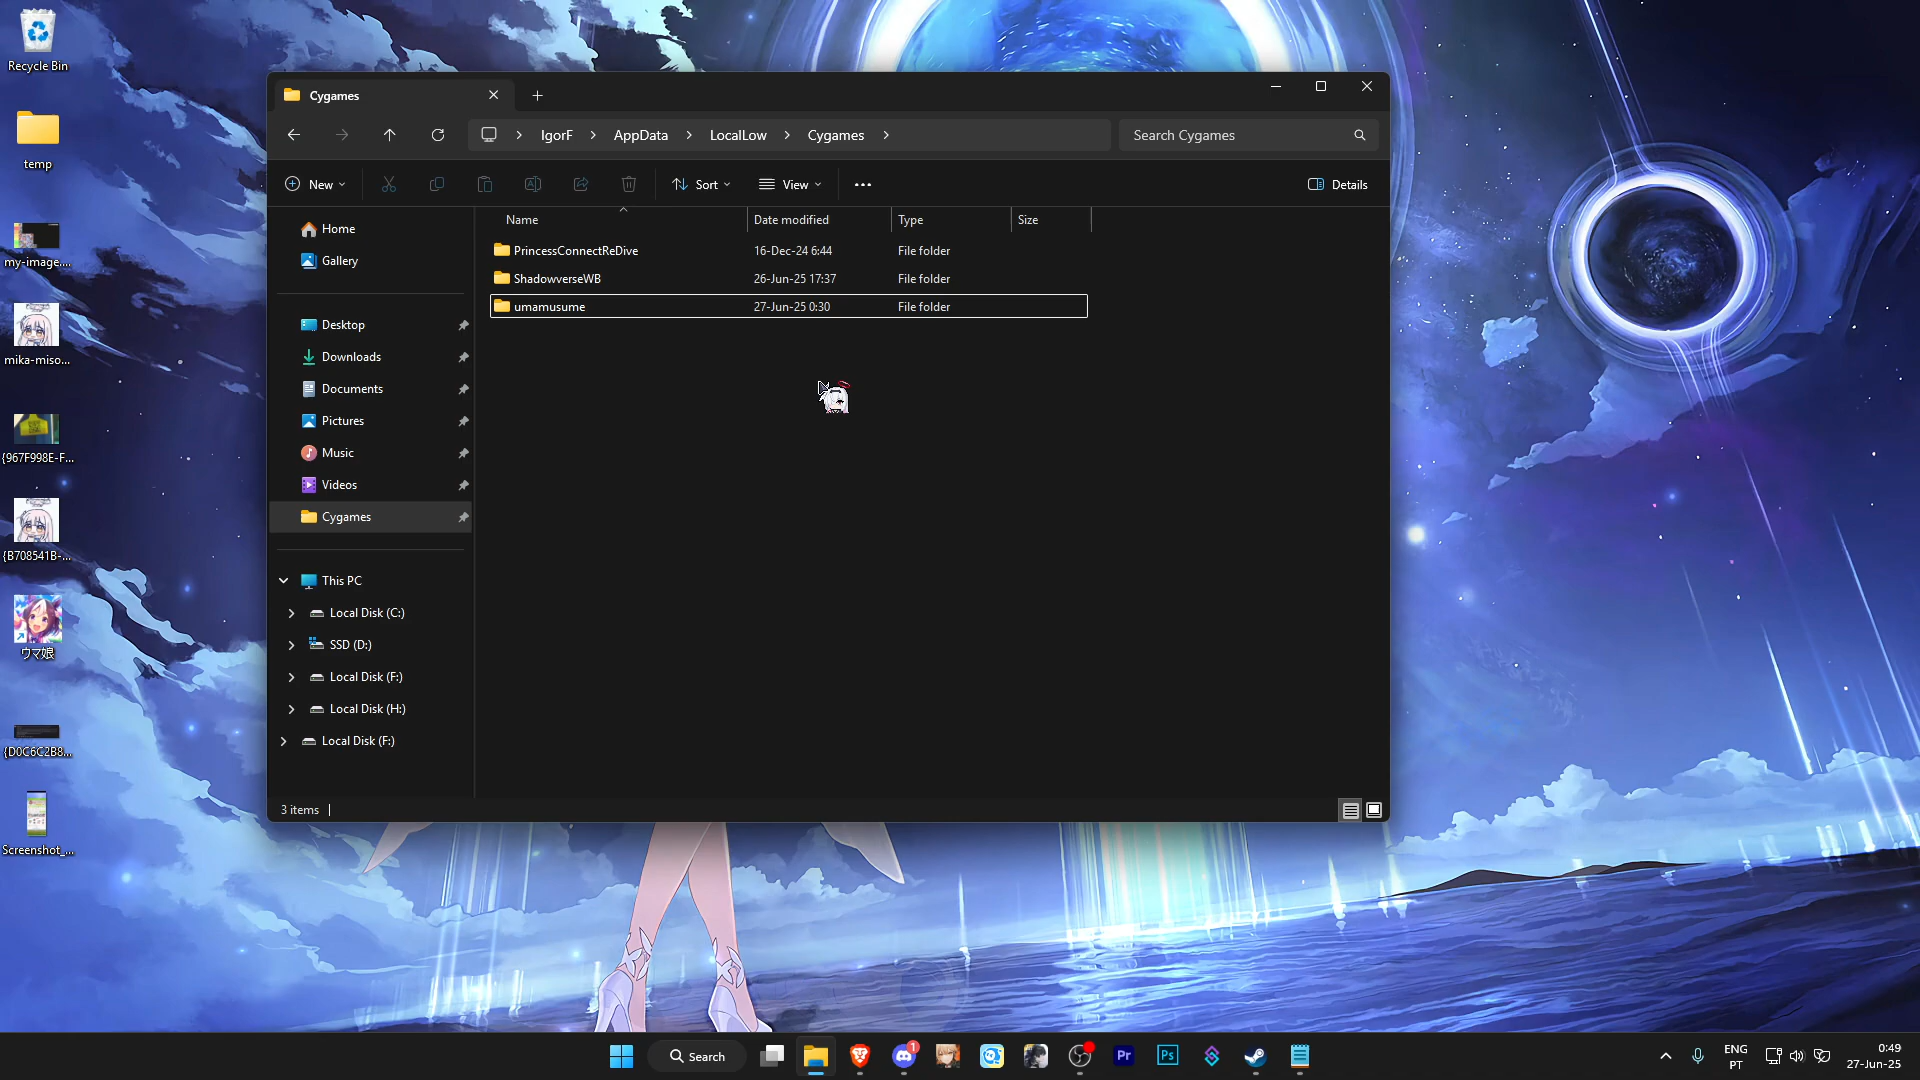 Recycle Bin
temp
my-image....
mika-miso...
{967F998E-F...
{B708541B-...
ウマ娘
{D0C6C2B8...
Screenshot_...
Cygames
IgorF
AppData
LocalLow
Cygames
Search Cygames
New
Sort
View
Details
Home
Gallery
Desktop
Downloads
Documents
Pictures
Music
Videos
Cygames
This PC
Local Disk (C:)
SSD (D:)
Local Disk (F:)
Local Disk (H:)
Local Disk (F:)
Name Date modified Type Size
PrincessConnectReDive 16-Dec-24 6:44 File folder
ShadowverseWB 26-Jun-25 17:37 File folder
umamusume 27-Jun-25 0:30 File folder
3 items
Search
1
Pr
Ps
ENG
PT
0:49
27-Jun-25